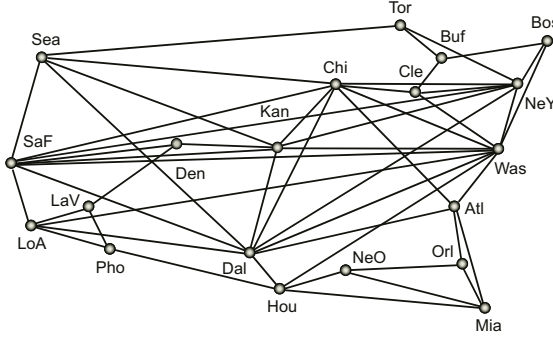 Tor
Buf
Bos
Sea
Chi
Cle
NeY
Kan
SaF
Was
Den
LaV
Atl
LoA
Pho
Dal
NeO
Orl
Hou
Mia